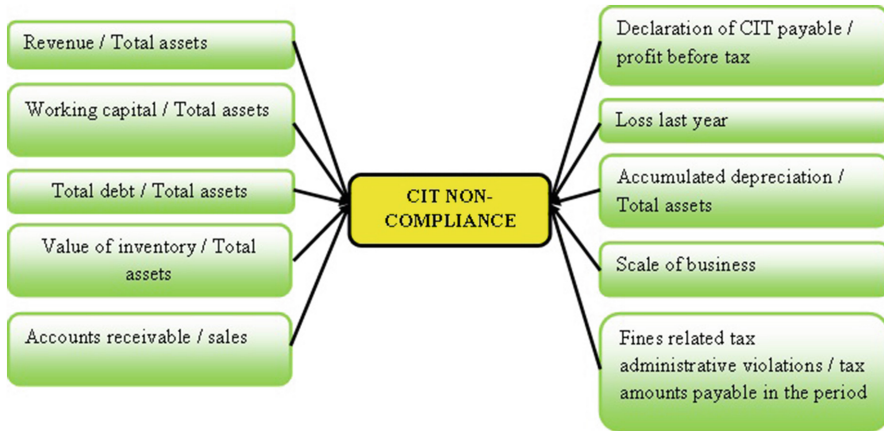 Revenue / Total assets
Working capital / Total assets
Total debt / Total assets
Value of inventory / Total
assets
Accounts receivable / sales
CIT NON-
COMPLIANCE
Declaration of CIT payable /
profit before tax
Loss last year
Accumulated depreciation /
Total assets
Scale of business
Fines related tax
administrative violations / tax
amounts payable in the period